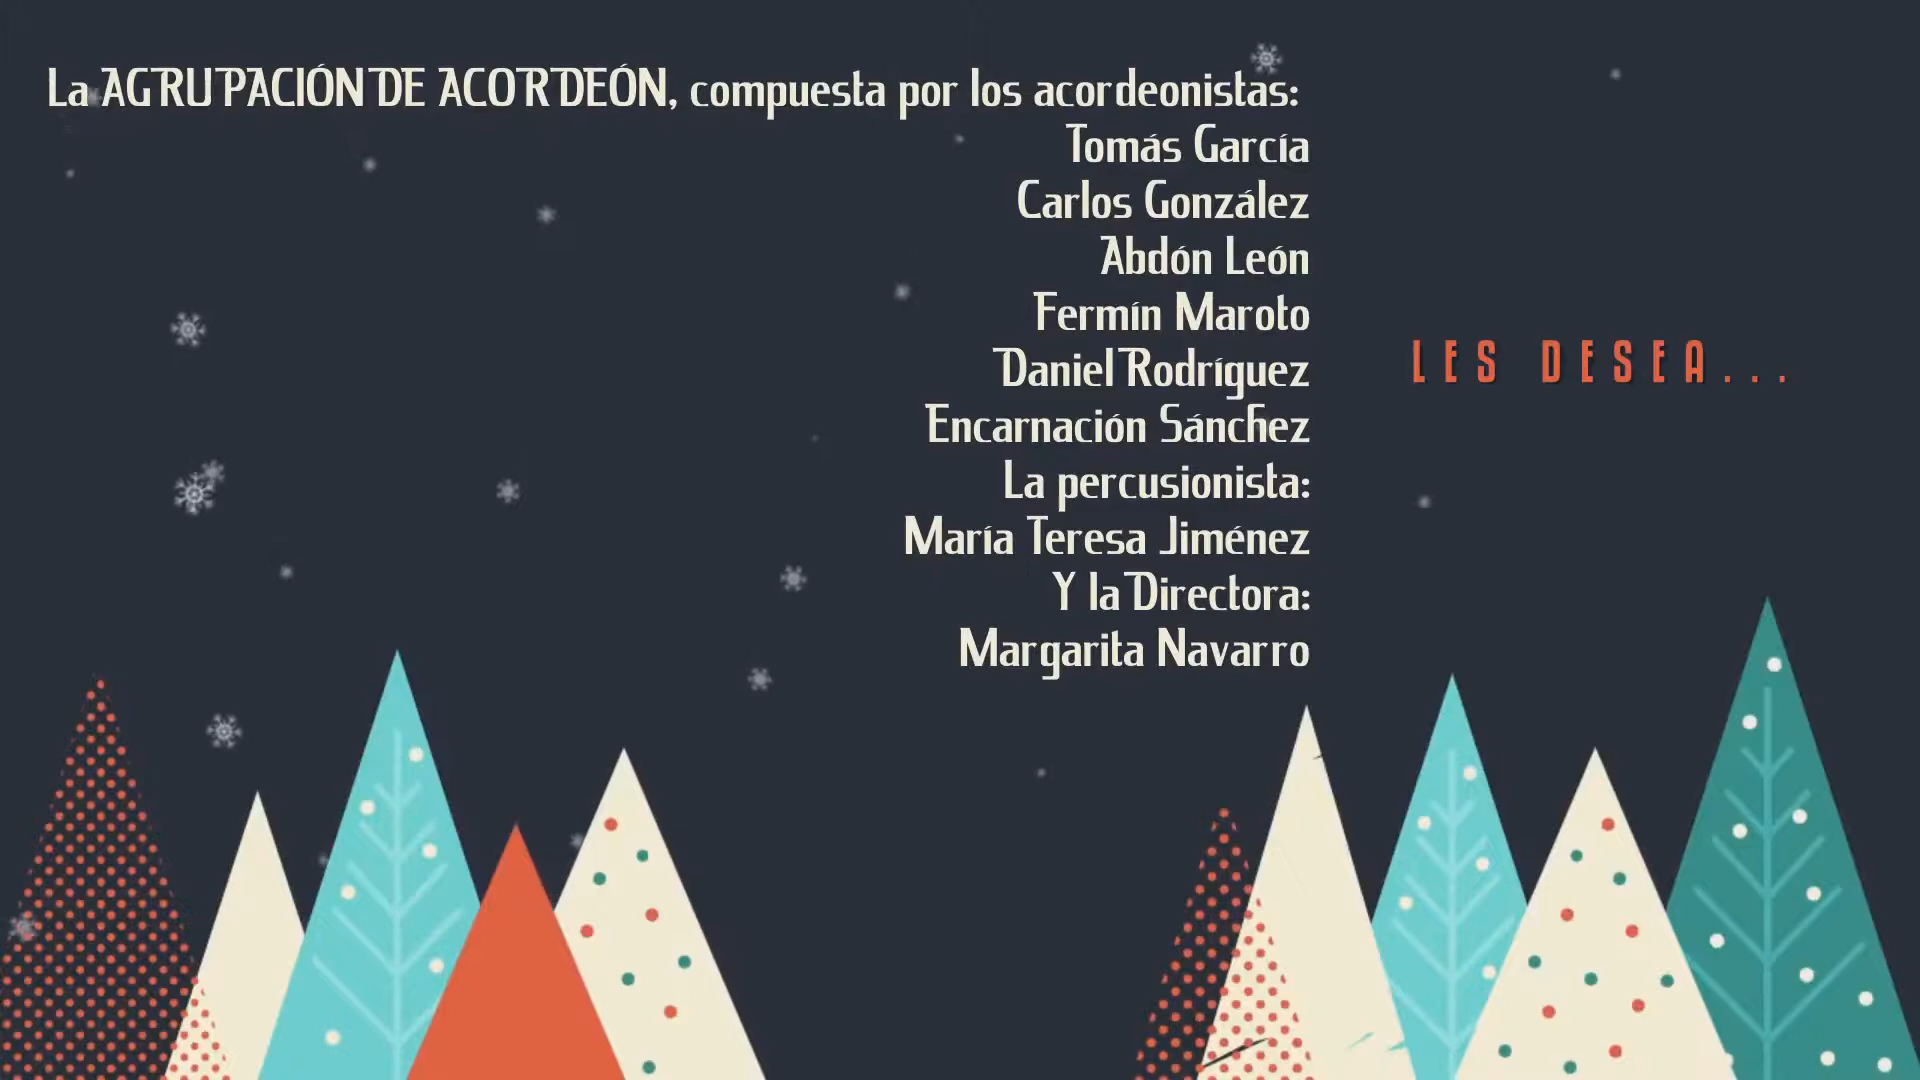 La AGRUPACIÓN DE ACORDEÓN, compuesta por los acordeonistas:
Tomás García
Carlos González
Abdón León
Fermín Maroto
Daniel Rodríguez
Encarnación Sánchez
La percusionista:
María Teresa Jiménez
Y la Directora:
Margarita Navarro
LES DESEA...